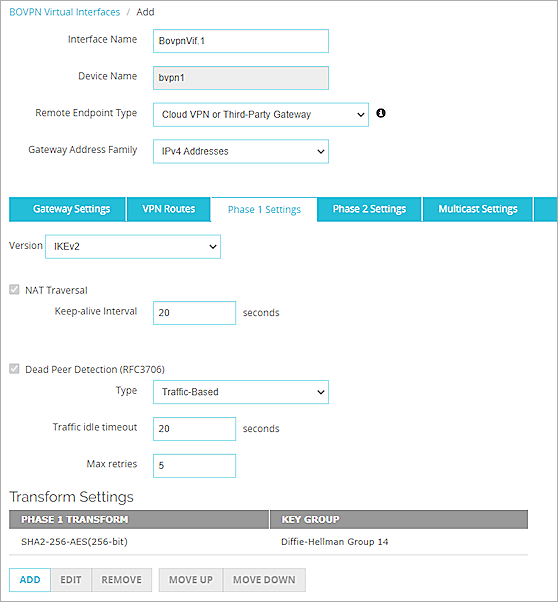 BOVPN Virtual Interfaces / Add
Interface Name BovpnVif.1
Device Name bvpn1
Remote Endpoint Type Cloud VPN or Third-Party Gateway
Gateway Address Family IPv4 Addresses
Gateway Settings VPN Routes Phase 1 Settings Phase 2 Settings Multicast Settings
Version IKEv2
NAT Traversal
Keep-alive Interval 20 seconds
Dead Peer Detection (RFC3706)
Type Traffic-Based
Traffic idle timeout 20 seconds
Max retries 5
Transform Settings
PHASE 1 TRANSFORM KEY GROUP
SHA2-256-AES(256-bit) Diffie-Hellman Group 14
ADD EDIT REMOVE MOVE UP MOVE DOWN